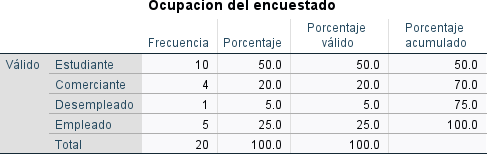 Ocupación del encuestado
Frecuencia Porcentaje Porcentaje válido Porcentaje acumulado
Válido Estudiante 10 50.0 50.0 50.0
Comerciante 4 20.0 20.0 70.0
Desempleado 1 5.0 5.0 75.0
Empleado 5 25.0 25.0 100.0
Total 20 100.0 100.0